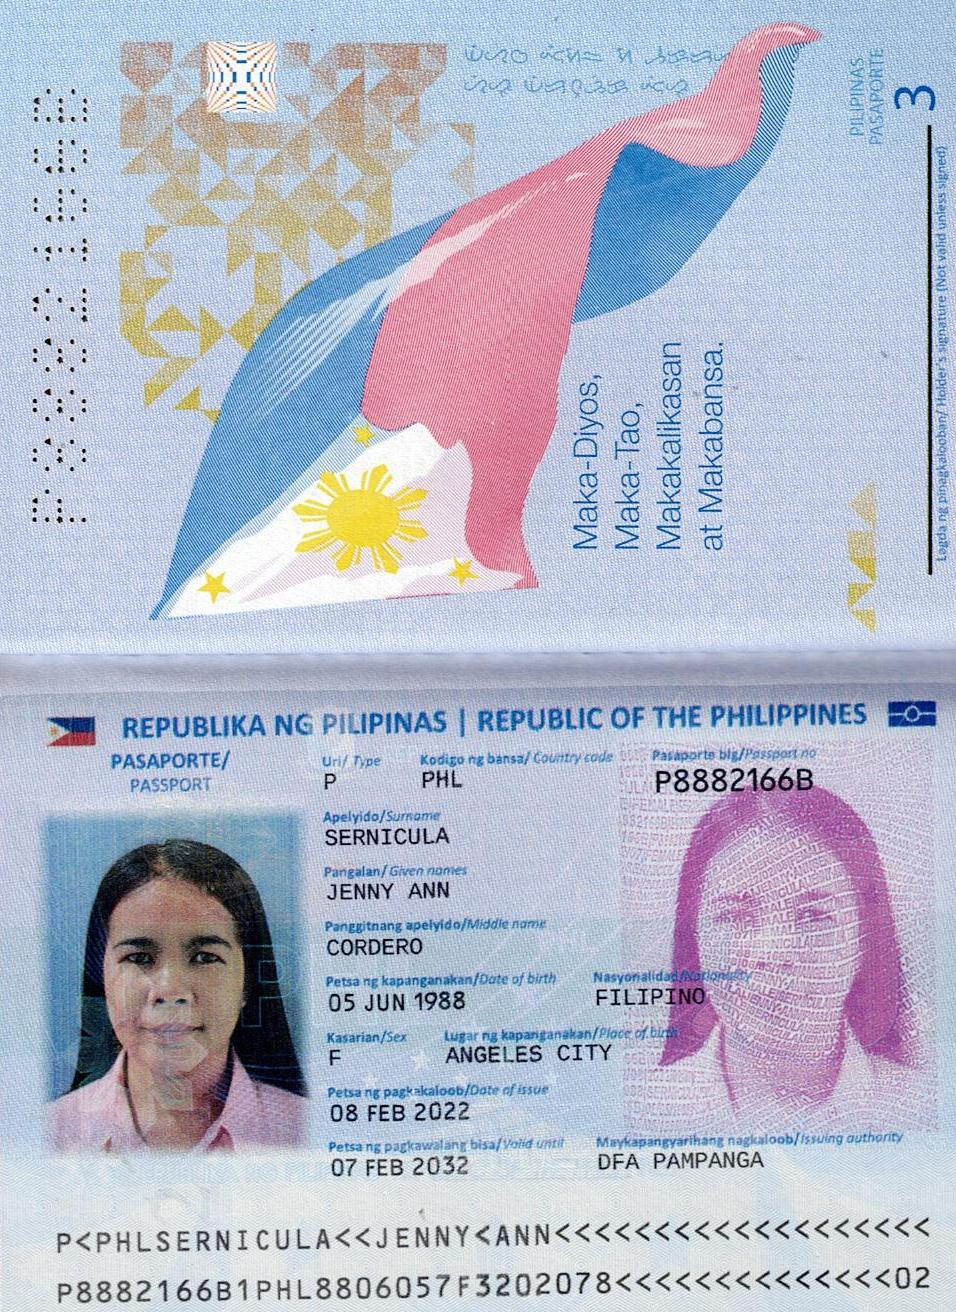 P8882166B
PILIPINAS
PASAPORTE
3
Maka-Diyos,
Maka-Tao,
Makakalikasan
at Makabansa.
Lagda ng pinagkalooban/ Holder's signature (Not valid unless signed)
REPUBLIKA NG PILIPINAS | REPUBLIC OF THE PHILIPPINES
PASAPORTE/
PASSPORT
Uri/ Type
P
Kodigo ng bansa/ Country code
PHL
Pasaporte blg/Passport no
P8882166B
Apelyido/Surname
SERNICULA
Pangalan/ Given names
JENNY ANN
Panggitnang apelyido/Middle name
CORDERO
Petsa ng kapanganakan/Date of birth
05 JUN 1988
Nasyonalidad/Nationality
FILIPINO
Kasarian/Sex
F
Lugar ng kapanganakan/Place of birth
ANGELES CITY
Petsa ng pagkakaloob/Date of issue
08 FEB 2022
Petsa ng pagkawalang bisa/Valid until
07 FEB 2032
Maykapangyarihang nagkaloob/Issuing authority
DFA PAMPANGA
P<PHLSERNICULA<<JENNY<ANN<<<<<<<<<<<<<<<<<<<
P8882166B1PHL8806057F3202078<<<<<<<<<<<<<<02